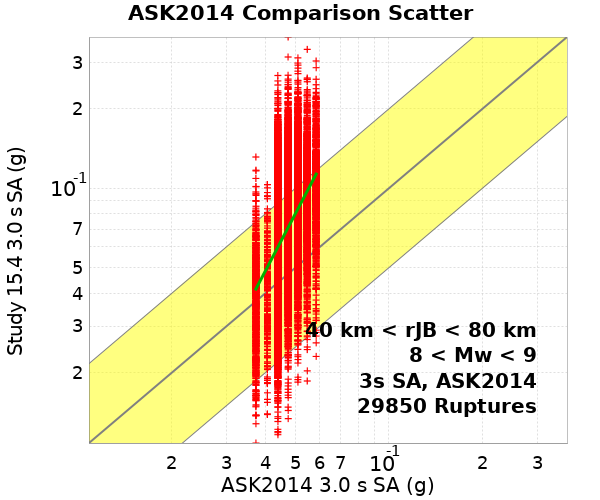 ASK2014 Comparison Scatter
Study 15.4 3.0 s SA (g)
3
2
10-1
7
5
4
3
2
40 km < rJB < 80 km
8 < Mw < 9
3s SA, ASK2014
29850 Ruptures
2 3 4 5 6 7 10-1 2 3
ASK2014 3.0 s SA (g)